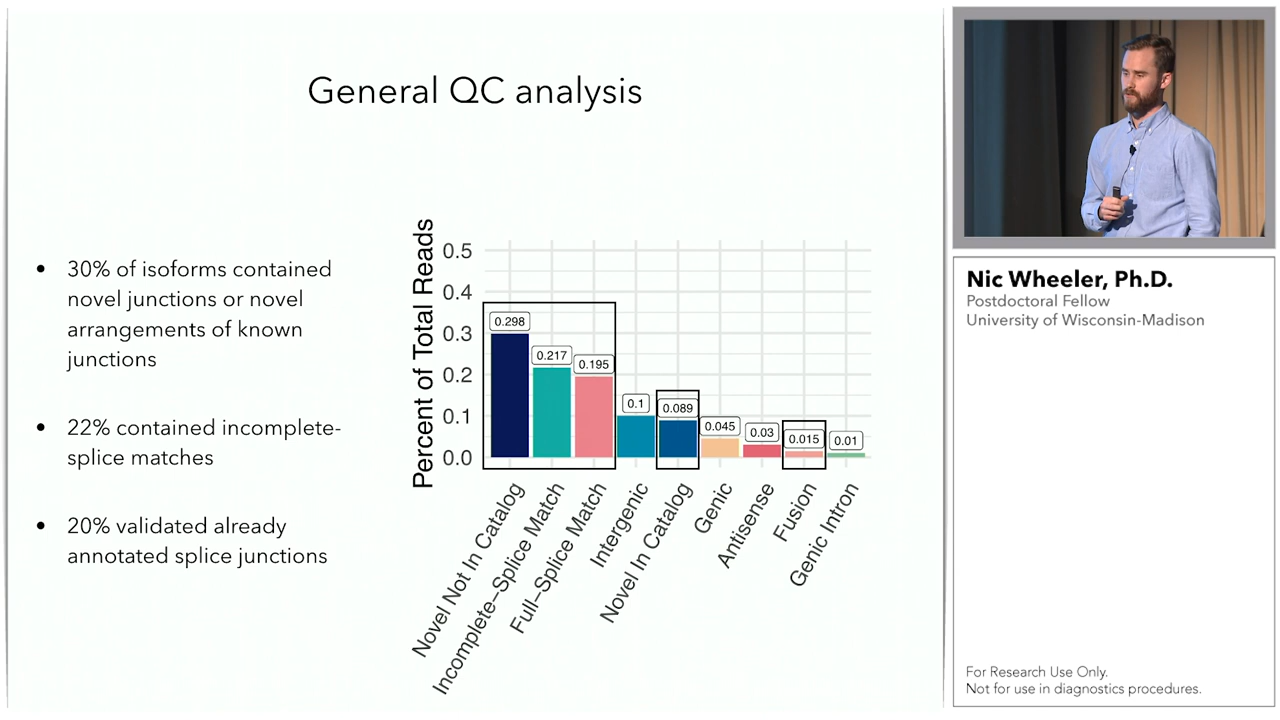 General QC analysis
• 30% of isoforms contained
novel junctions or novel
arrangements of known
junctions
• 22% contained incomplete-
splice matches
• 20% validated already
annotated splice junctions
Percent of Total Reads
0.5
0.4
0.3
0.2
0.1
0.0
0.298
0.217
0.195
0.1
0.089
0.045
0.03
0.015
0.01
Novel Not In Catalog
Incomplete−Splice Match
Full−Splice Match
Intergenic
Novel In Catalog
Genic
Antisense
Fusion
Genic Intron
Nic Wheeler, Ph.D.
Postdoctoral Fellow
University of Wisconsin-Madison
For Research Use Only.
Not for use in diagnostics procedures.